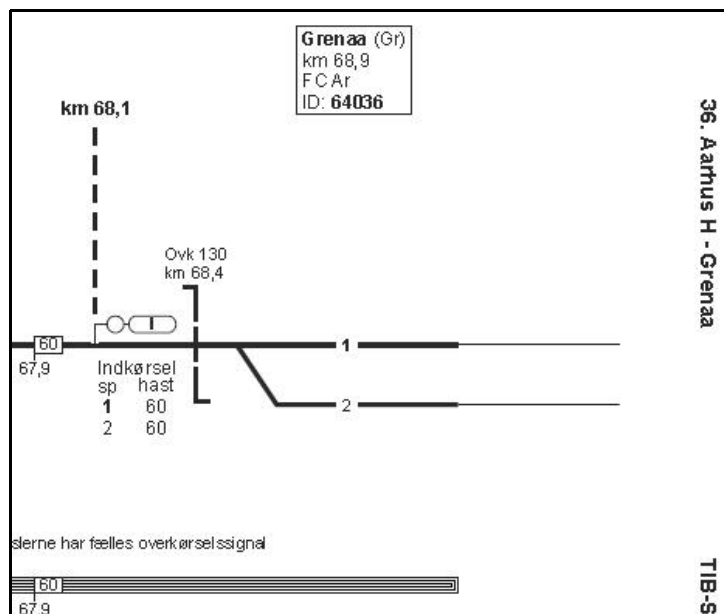 Grenaa (Gr)
km 68,9
FC Ar
ID: 64036
km 68,1
36. Aarhus H - Grenaa
Ovk 130
km 68,4
60
1
67,9
Indkørsel
sp hast
1 60
2 60
2
slerne har fælles overkørselssignal
60
67,9